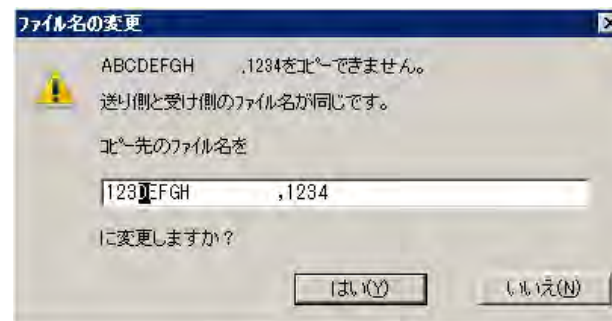 ファイル名の変更
ABCDEFGH    ,1234をコピーできません。
送り側と受け側のファイル名が同じです。
コピー先のファイル名を
123DEFGH    ,1234
に変更しますか？
はい(Y)
いいえ(N)